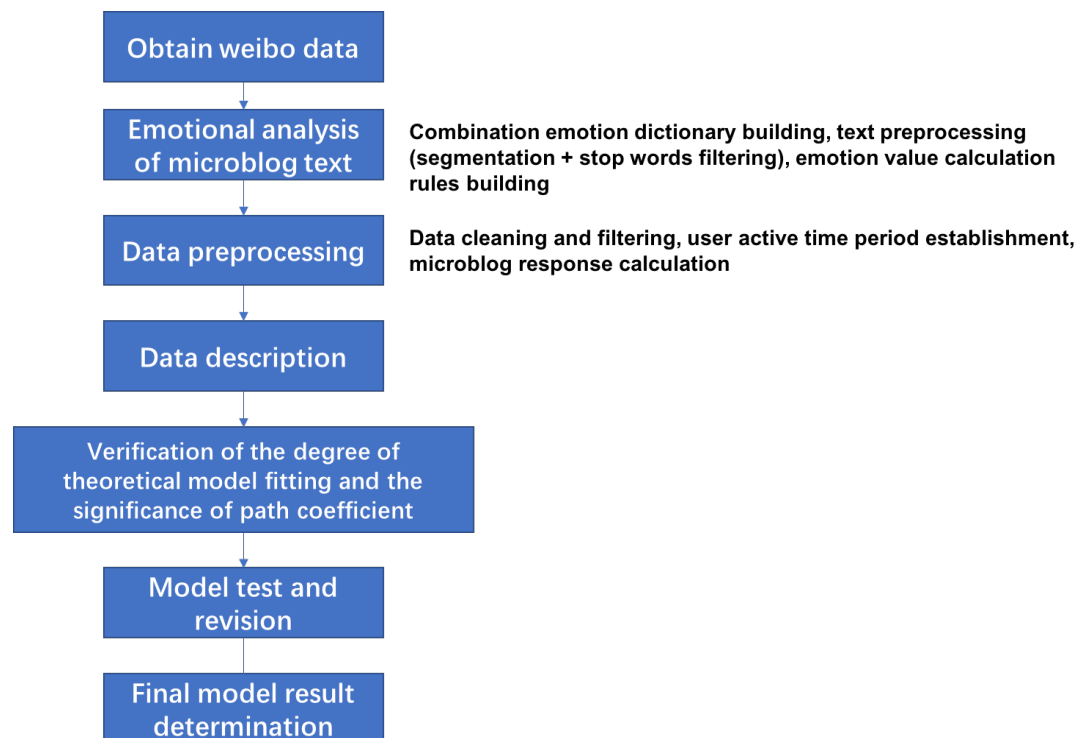 Obtain weibo data
Emotional analysis
of microblog text
Combination emotion dictionary building, text preprocessing
(segmentation + stop words filtering), emotion value calculation
rules building
Data preprocessing
Data cleaning and filtering, user active time period establishment,
microblog response calculation
Data description
Verification of the degree of
theoretical model fitting and the
significance of path coefficient
Model test and
revision
Final model result
determination